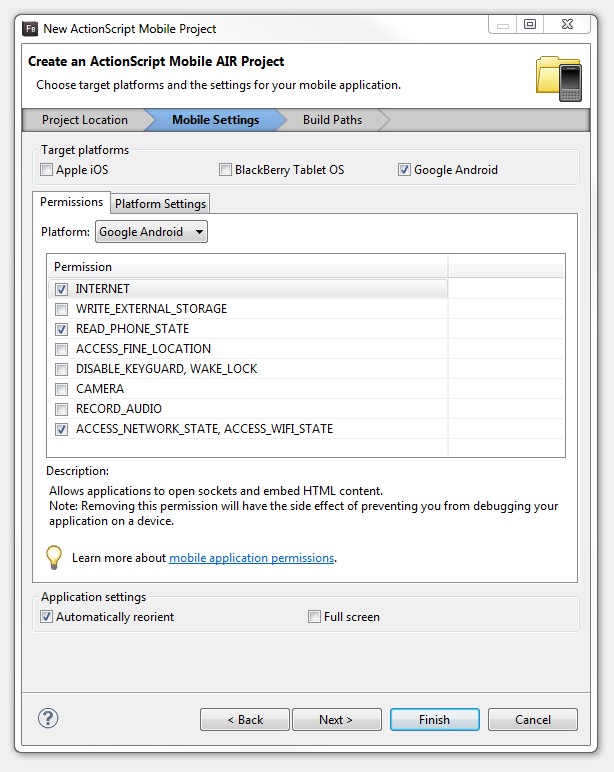 Fb New ActionScript Mobile Project
Create an ActionScript Mobile AIR Project
Choose target platforms and the settings for your mobile application.
Project Location Mobile Settings Build Paths
Target platforms
Apple iOS BlackBerry Tablet OS Google Android
Permissions Platform Settings
Platform: Google Android
Permission
INTERNET
WRITE_EXTERNAL_STORAGE
READ_PHONE_STATE
ACCESS_FINE_LOCATION
DISABLE_KEYGUARD, WAKE_LOCK
CAMERA
RECORD_AUDIO
ACCESS_NETWORK_STATE, ACCESS_WIFI_STATE
Description:
Allows applications to open sockets and embed HTML content.
Note: Removing this permission will have the side effect of preventing you from debugging your
application on a device.
Learn more about mobile application permissions.
Application settings
Automatically reorient Full screen
? < Back Next > Finish Cancel